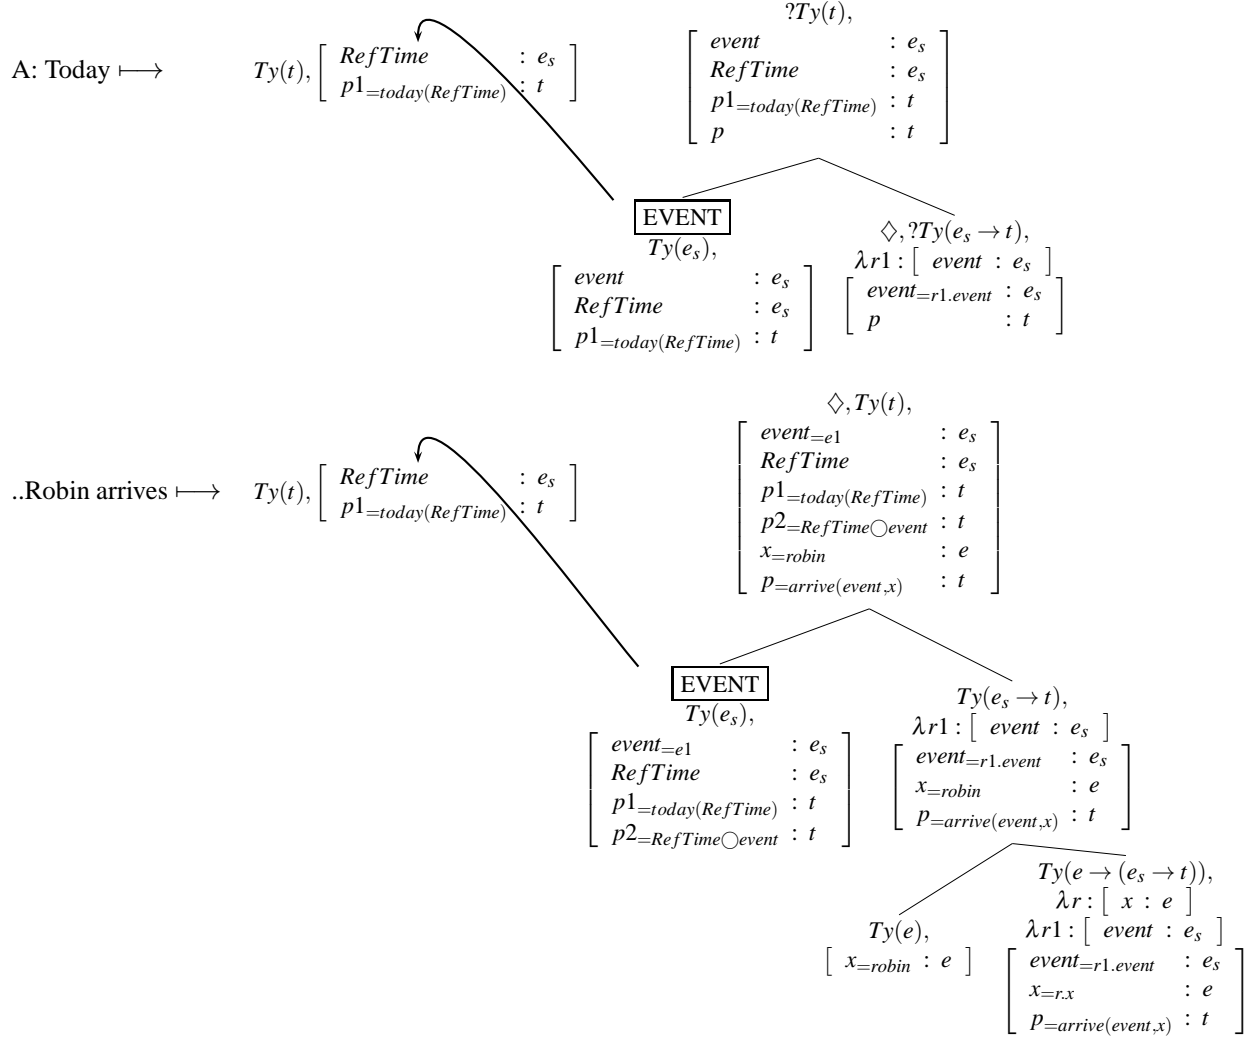 ?Ty(t),
A: Today ⟼ Ty(t), [ RefTime : e_s
p1_{=today(RefTime)} : t ]
[ event : e_s
RefTime : e_s
p1_{=today(RefTime)} : t
p : t ]
EVENT
Ty(e_s),
[ event : e_s
RefTime : e_s
p1_{=today(RefTime)} : t ]
◇, ?Ty(e_s → t),
λr1 : [ event : e_s ]
[ event_{=r1.event} : e_s
p : t ]
..Robin arrives ⟼ Ty(t), [ RefTime : e_s
p1_{=today(RefTime)} : t ]
◇, Ty(t),
[ event_{=e1} : e_s
RefTime : e_s
p1_{=today(RefTime)} : t
p2_{=RefTime◯event} : t
x_{=robin} : e
p_{=arrive(event,x)} : t ]
EVENT
Ty(e_s),
[ event_{=e1} : e_s
RefTime : e_s
p1_{=today(RefTime)} : t
p2_{=RefTime◯event} : t ]
Ty(e_s → t),
λr1 : [ event : e_s ]
[ event_{=r1.event} : e_s
x_{=robin} : e
p_{=arrive(event,x)} : t ]
Ty(e),
[ x_{=robin} : e ]
Ty(e → (e_s → t)),
λr : [ x : e ]
λr1 : [ event : e_s ]
[ event_{=r1.event} : e_s
x_{=r.x} : e
p_{=arrive(event,x)} : t ]